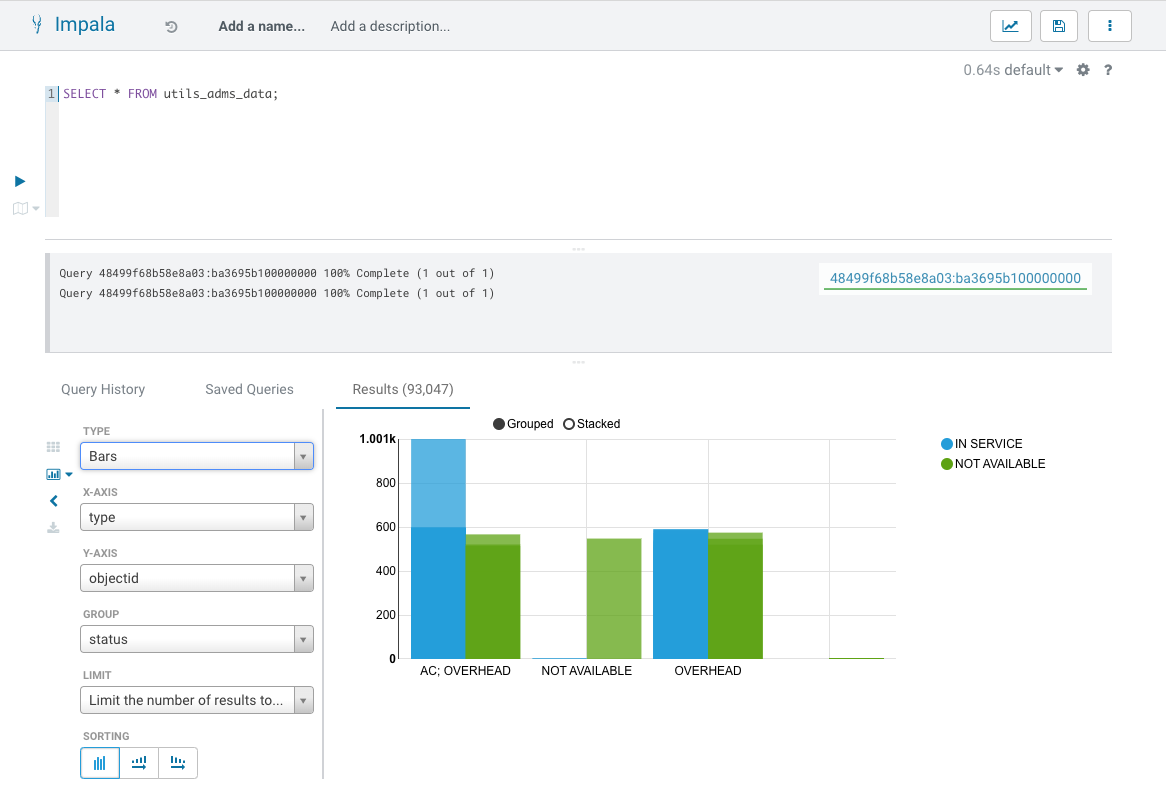 Impala
Add a name...
Add a description...
0.64s default
?
1 SELECT * FROM utils_adms_data;
Query 48499f68b58e8a03:ba3695b100000000 100% Complete (1 out of 1)
Query 48499f68b58e8a03:ba3695b100000000 100% Complete (1 out of 1)
48499f68b58e8a03:ba3695b100000000
Query History
Saved Queries
Results (93,047)
TYPE
Bars
X-AXIS
type
Y-AXIS
objectid
GROUP
status
LIMIT
Limit the number of results to...
SORTING
Grouped
Stacked
1.001k
800
600
400
200
0
AC; OVERHEAD
NOT AVAILABLE
OVERHEAD
IN SERVICE
NOT AVAILABLE